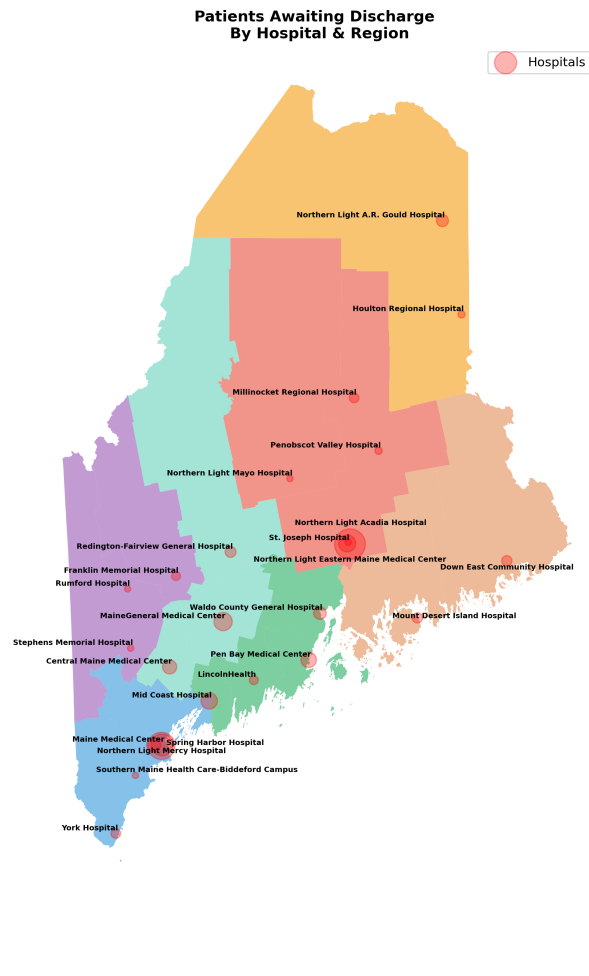 Patients Awaiting Discharge
By Hospital & Region
Hospitals
Northern Light A.R. Gould Hospital
Houlton Regional Hospital
Millinocket Regional Hospital
Penobscot Valley Hospital
Northern Light Mayo Hospital
Northern Light Acadia Hospital
St. Joseph Hospital
Redington-Fairview General Hospital
Northern Light Eastern Maine Medical Center
Down East Community Hospital
Franklin Memorial Hospital
Rumford Hospital
Waldo County General Hospital
MaineGeneral Medical Center
Mount Desert Island Hospital
Stephens Memorial Hospital
Pen Bay Medical Center
Central Maine Medical Center
LincolnHealth
Mid Coast Hospital
Maine Medical Center
Spring Harbor Hospital
Northern Light Mercy Hospital
Southern Maine Health Care-Biddeford Campus
York Hospital